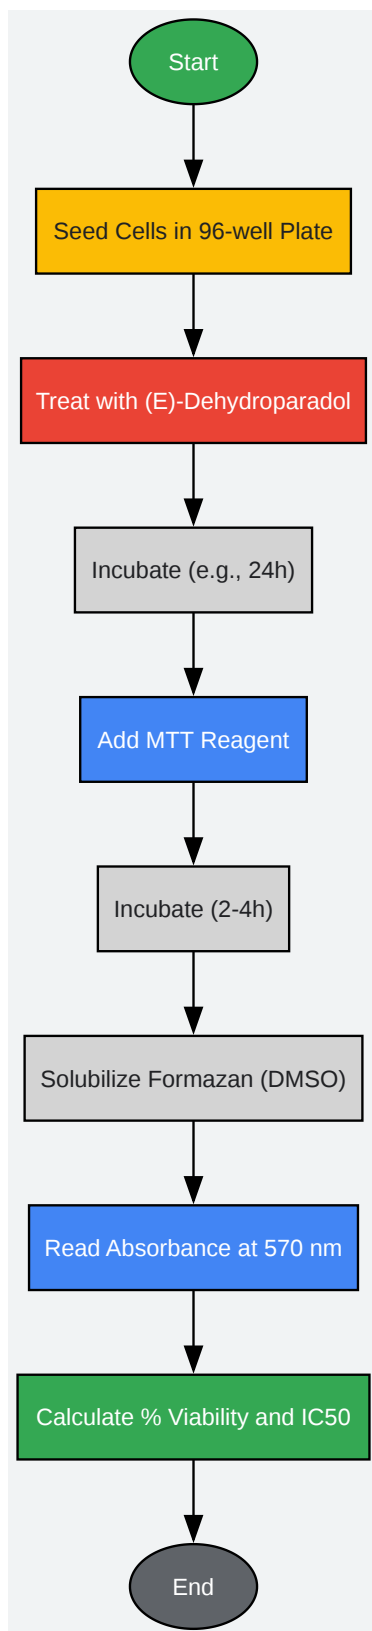 Start
Seed Cells in 96-well Plate
Treat with (E)-Dehydroparadol
Incubate (e.g., 24h)
Add MTT Reagent
Incubate (2-4h)
Solubilize Formazan (DMSO)
Read Absorbance at 570 nm
Calculate % Viability and IC50
End